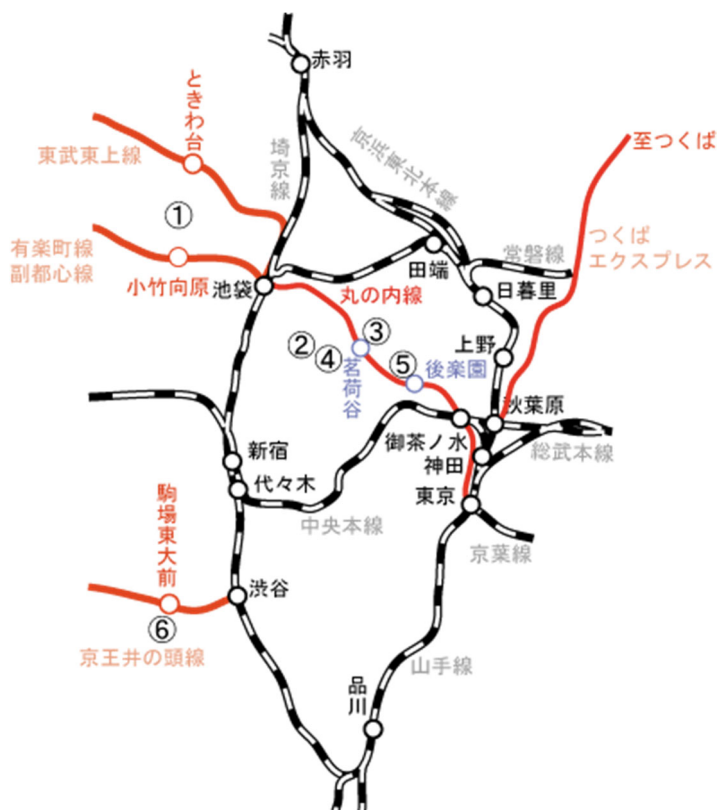 赤羽
ときわ台
東武東上線
埼京線
京浜東北本線
至つくば
①
有楽町線
副都心線
小竹向原
池袋
丸の内線
田端
常磐線
つくば
エクスプレス
日暮里
②
④
③
茗荷谷
⑤
後楽園
上野
秋葉原
御茶ノ水
神田
総武本線
新宿
代々木
東京
中央本線
京葉線
駒場東大前
⑥
渋谷
京王井の頭線
山手線
品川